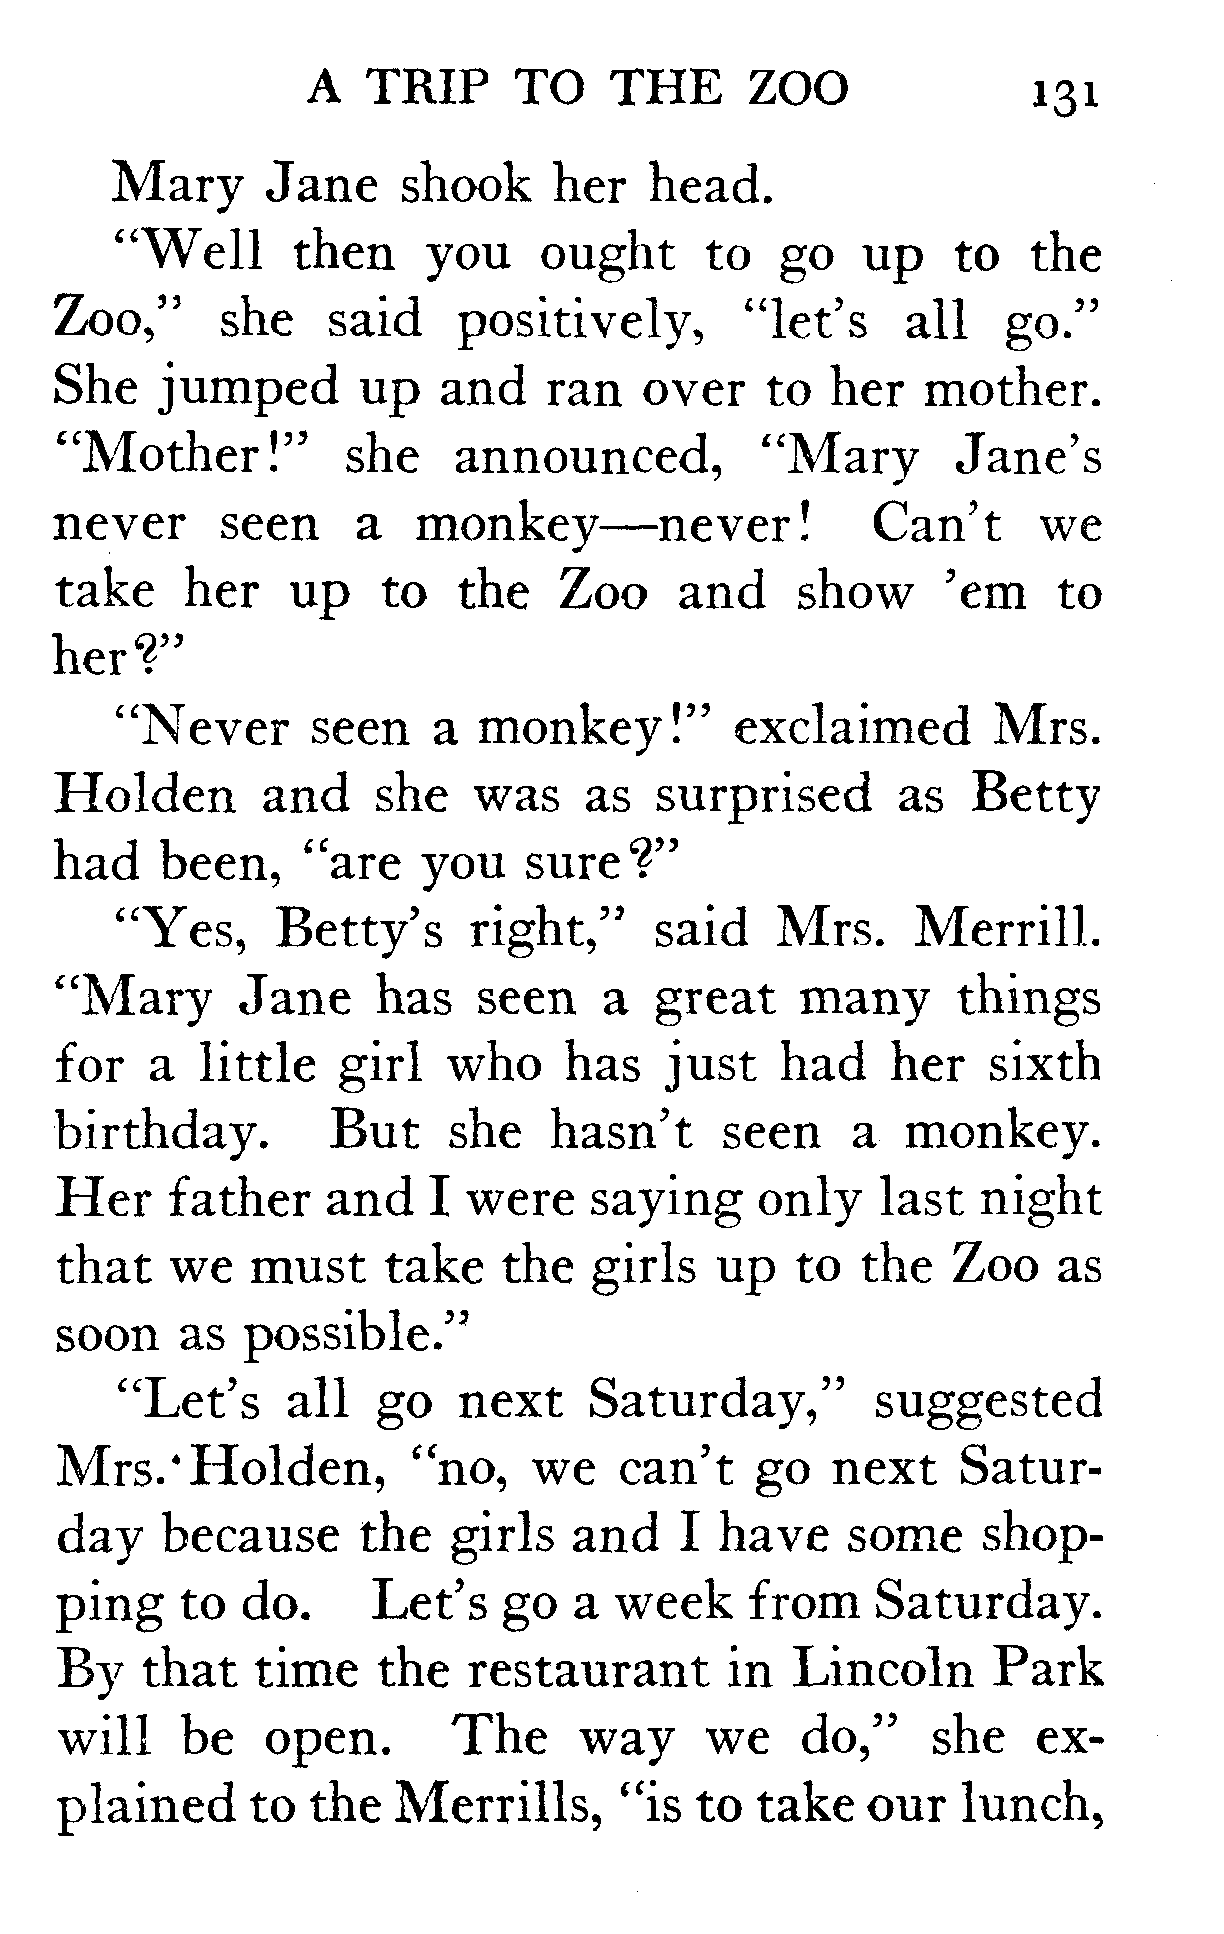 A TRIP TO THE ZOO 131
Mary Jane shook her head.
“Well then you ought to go up to the
Zoo,” she said positively, “let’s all go.”
She jumped up and ran over to her mother.
“Mother!” she announced, “Mary Jane’s
never seen a monkey—never! Can’t we
take her up to the Zoo and show ’em to
her?”
“Never seen a monkey!” exclaimed Mrs.
Holden and she was as surprised as Betty
had been, “are you sure?”
“Yes, Betty’s right,” said Mrs. Merrill.
“Mary Jane has seen a great many things
for a little girl who has just had her sixth
birthday. But she hasn’t seen a monkey.
Her father and I were saying only last night
that we must take the girls up to the Zoo as
soon as possible.”
“Let’s all go next Saturday,” suggested
Mrs. Holden, “no, we can’t go next Satur-
day because the girls and I have some shop-
ping to do. Let’s go a week from Saturday.
By that time the restaurant in Lincoln Park
will be open. The way we do,” she ex-
plained to the Merrills, “is to take our lunch,